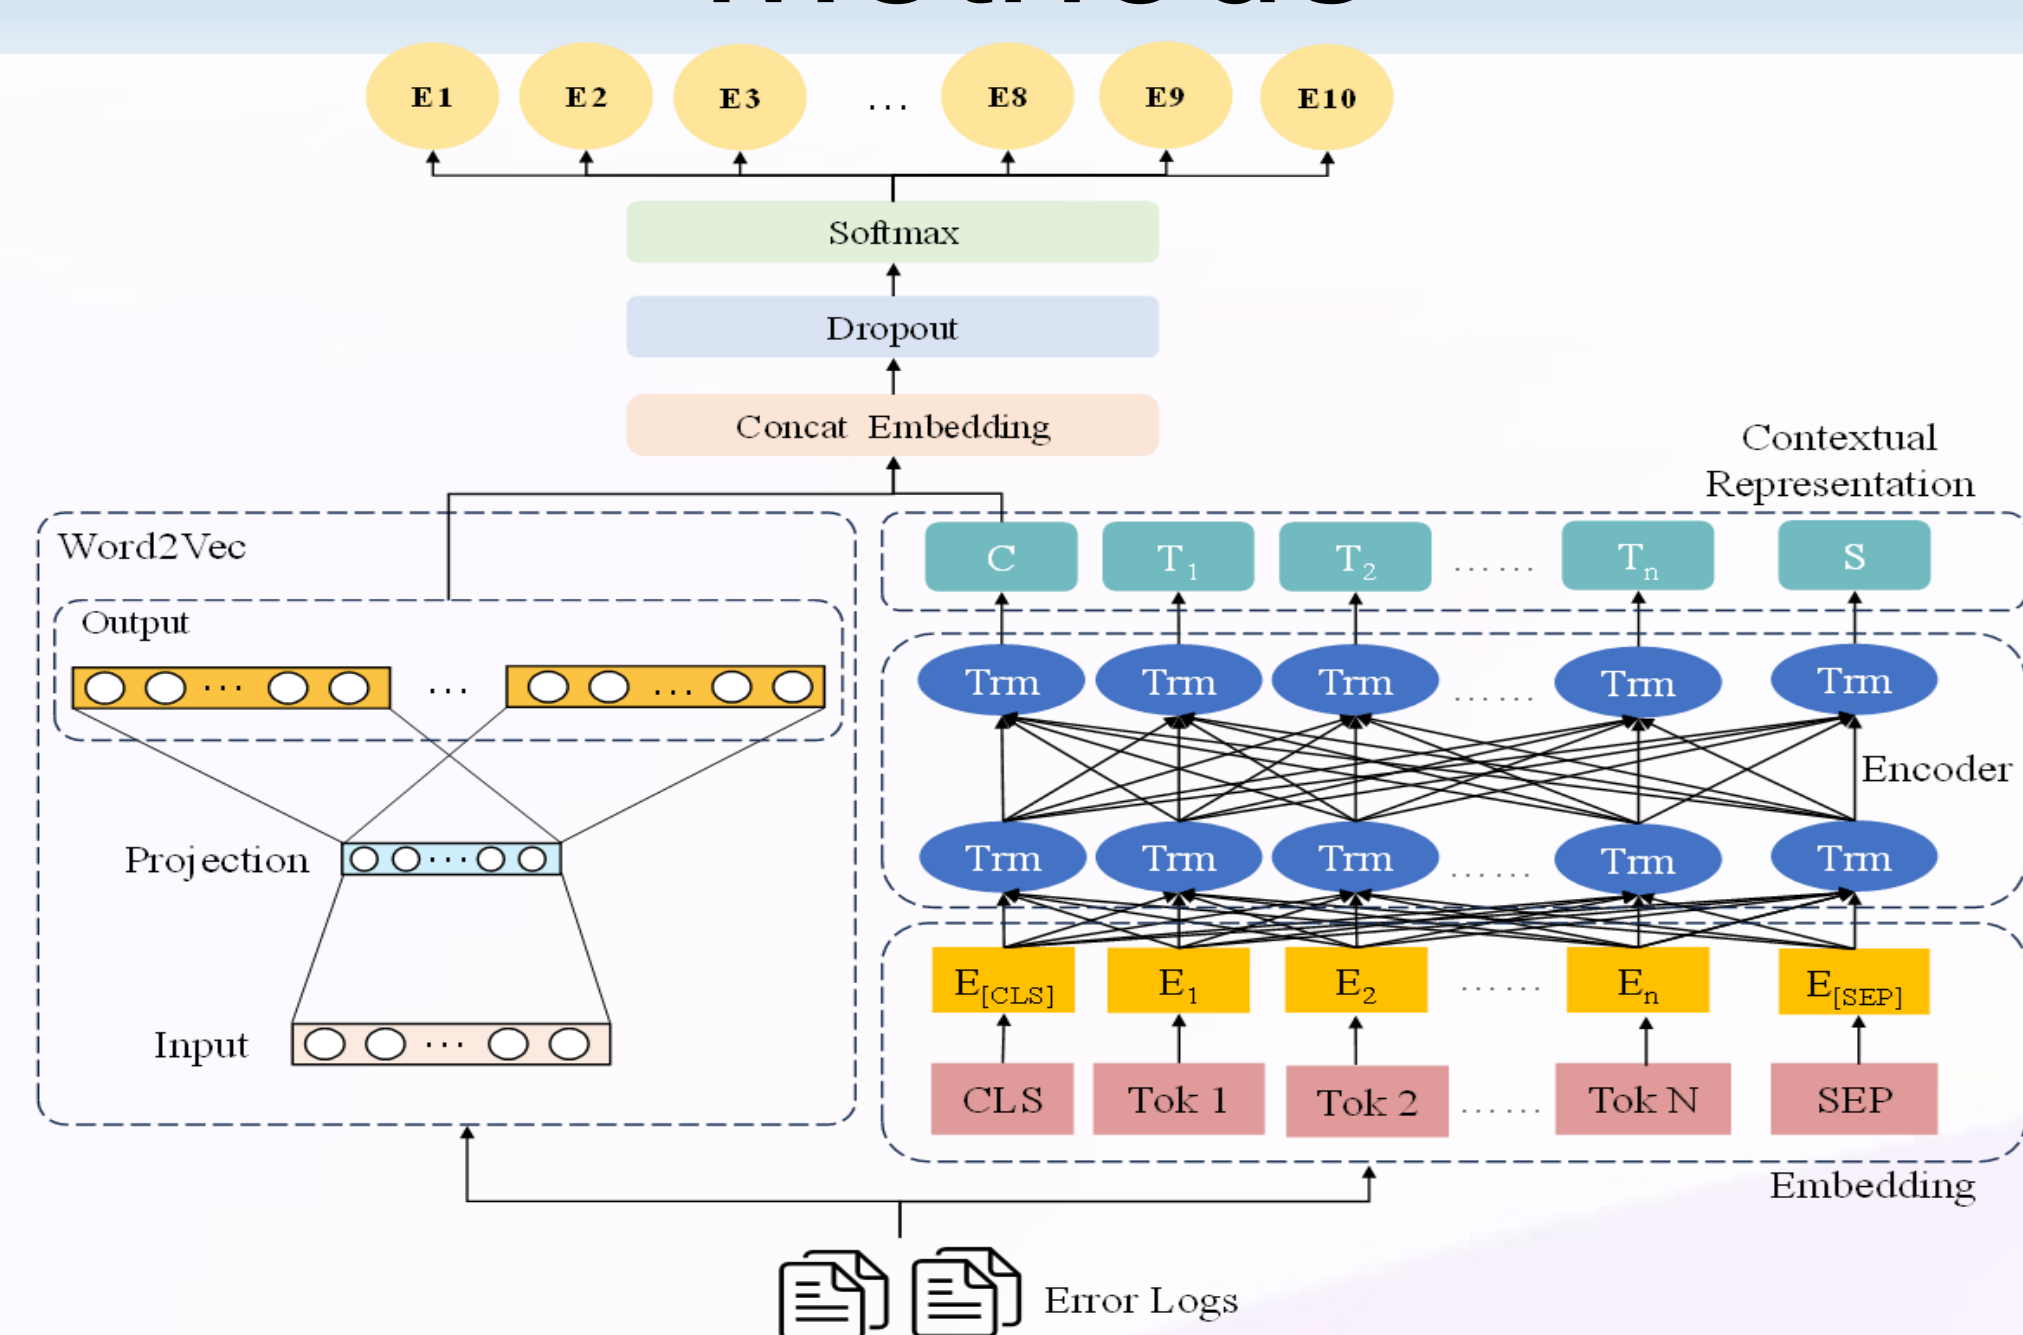 Methods
E1 E2 E3 ... E8 E9 E10
Softmax
Dropout
Concat Embedding
Contextual
Representation
Word2Vec
Output
... ... ...
Projection
...
Input
...
C T1 T2 ...... Tn S
Trm Trm Trm ...... Trm Trm
Encoder
Trm Trm Trm ...... Trm Trm
E[CLS] E1 E2 ...... En E[SEP]
CLS Tok 1 Tok 2 ...... Tok N SEP
Embedding
Error Logs